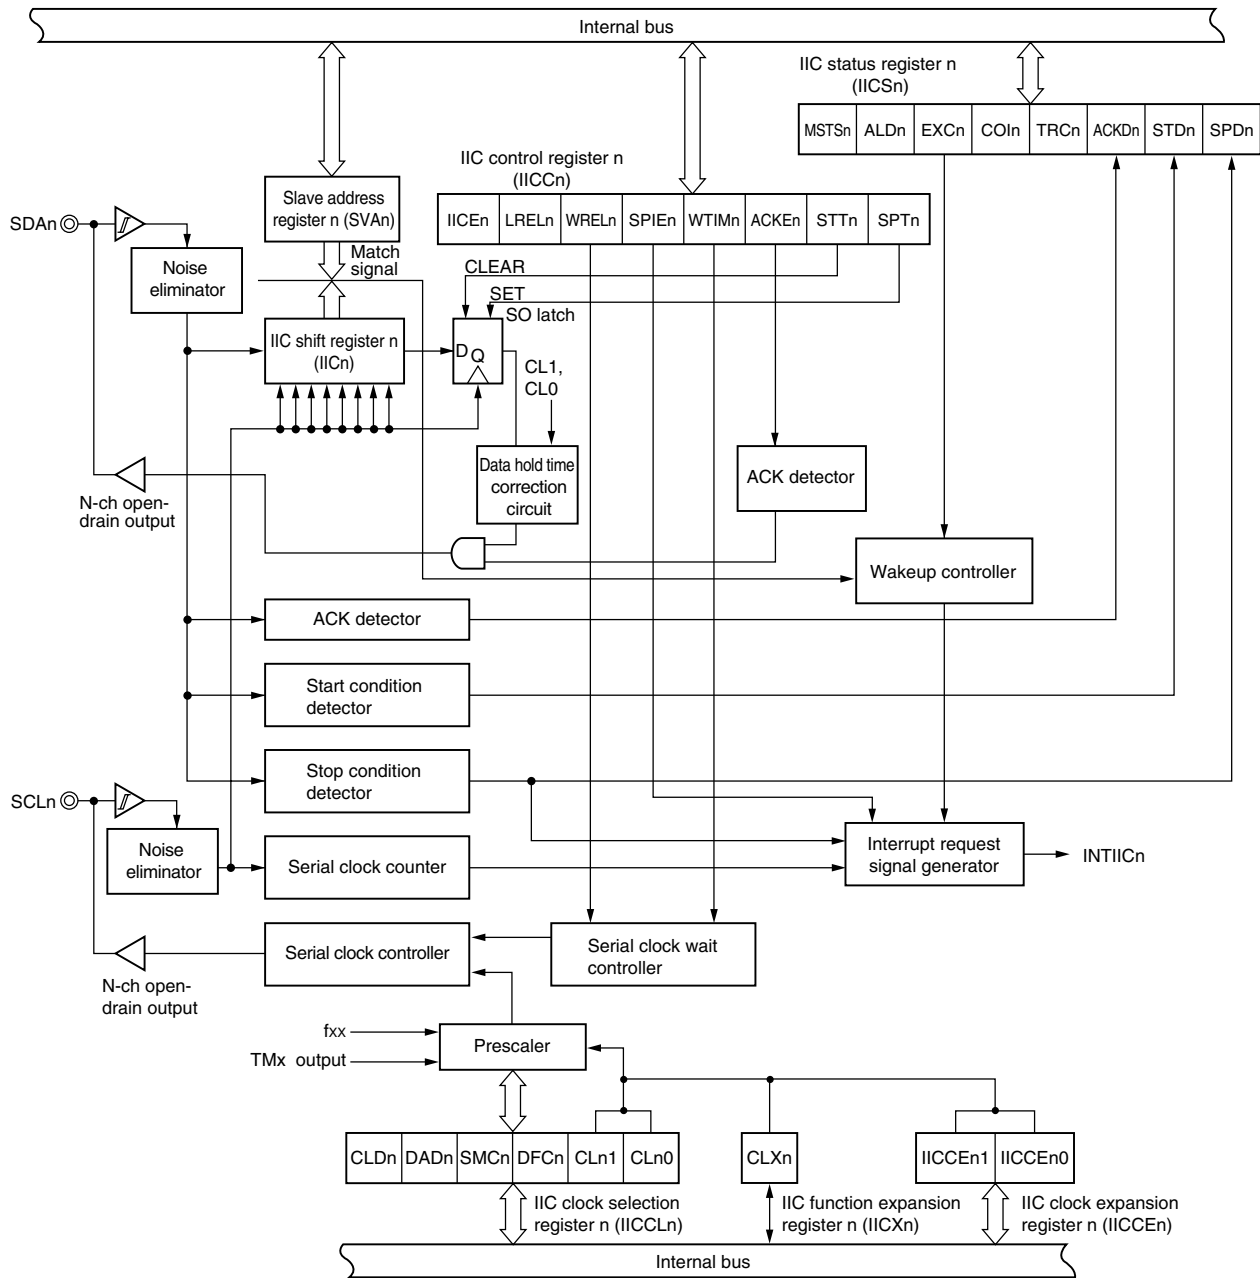 Internal bus
IIC status register n
(IICSn)
MSTSn ALDn EXCn COIn TRCn ACKDn STDn SPDn
IIC control register n
(IICCn)
IICEn LRELn WRELn SPIEn WTIMn ACKEn STTn SPTn
Slave address
register n (SVAn)
SDAn
Noise
eliminator
Match
signal
CLEAR
SET
SO latch
IIC shift register n
(IICn)
D Q
CL1,
CL0
Data hold time
correction
circuit
ACK detector
N-ch open-
drain output
Wakeup controller
ACK detector
Start condition
detector
Stop condition
detector
SCLn
Noise
eliminator
Serial clock counter
Interrupt request
signal generator
INTIICn
Serial clock controller
Serial clock wait
controller
N-ch open-
drain output
fxx
TMx output
Prescaler
CLDn DADn SMCn DFCn CLn1 CLn0
CLXn
IICCEn1 IICCEn0
IIC clock selection
register n (IICCLn)
IIC function expansion
register n (IICXn)
IIC clock expansion
register n (IICCEn)
Internal bus